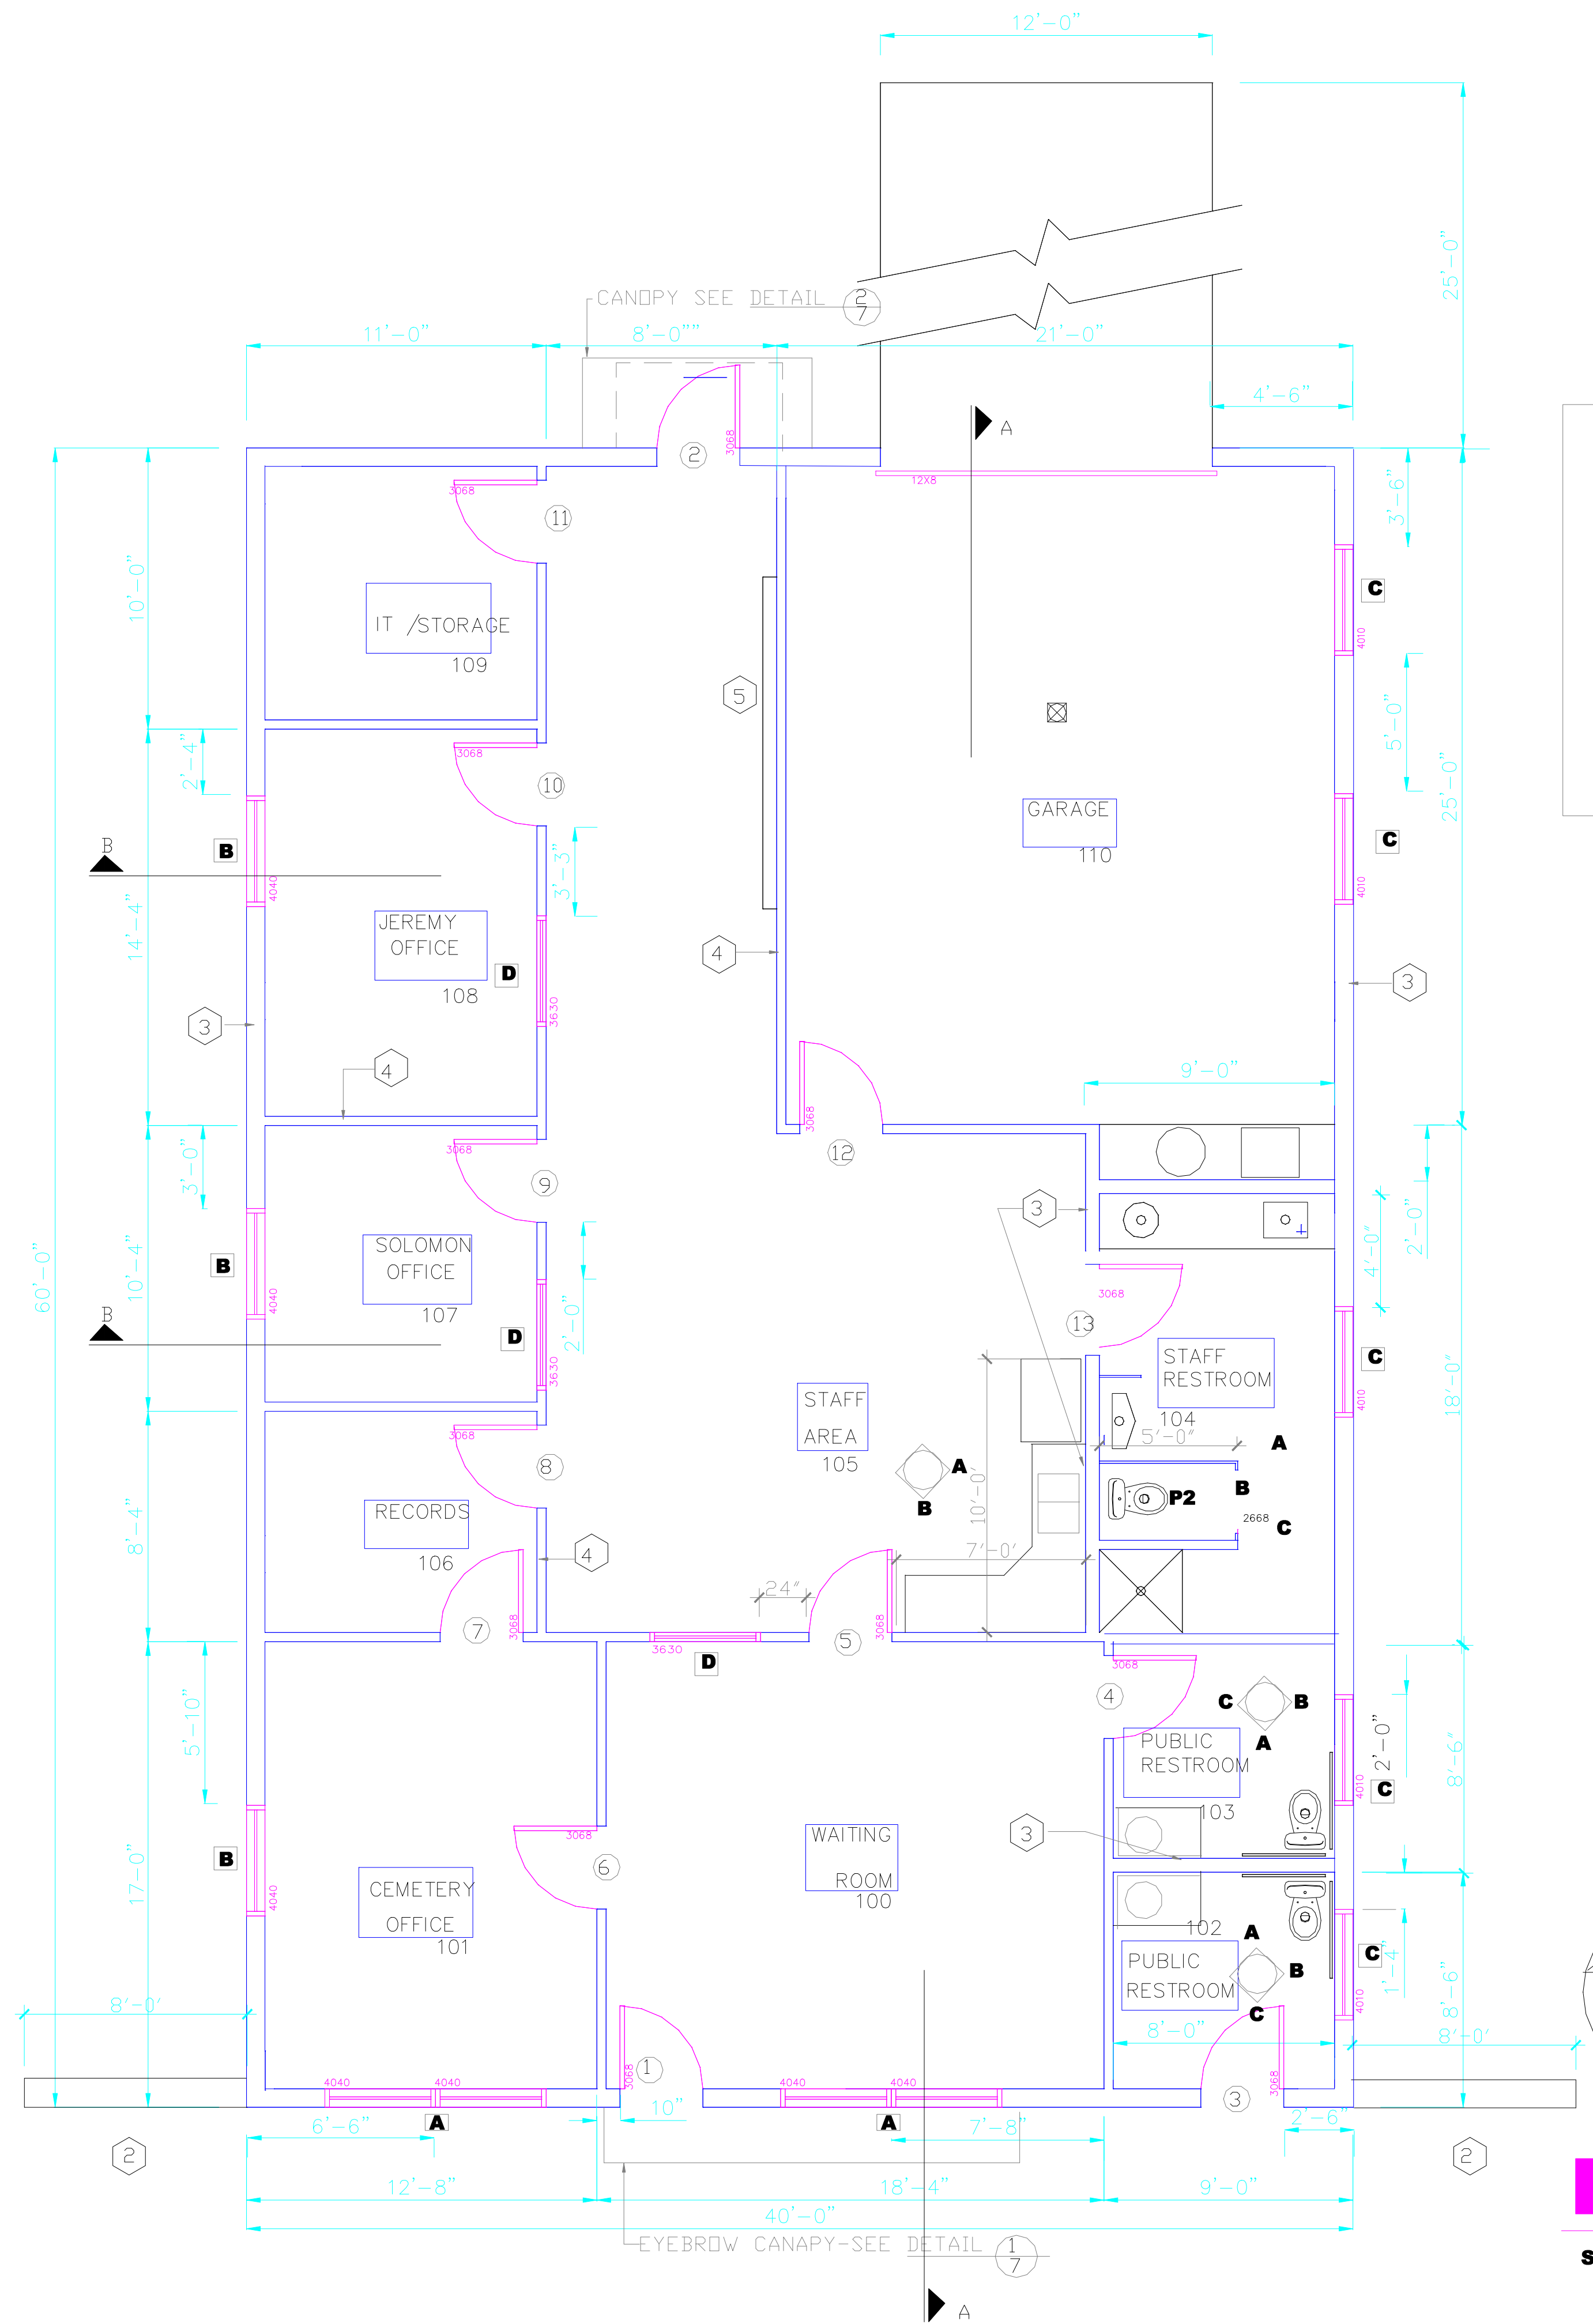 12'-0"
25'-0"
CANOPY SEE DETAIL 2
7
11'-0"
8'-0""
21'-0"
4'-6"
A
2
3068
12X8
3'-6"
3068
11
10'-0"
C
IT /STORAGE
109
4010
5
5'-0"
2'-4"
3068
10
GARAGE
110
25'-0"
C
B
B
4040
3'-3"
4010
14'-4"
JEREMY
OFFICE
D
108
4
3
3630
3
4
9'-0"
3068
3'-0"
3068
12
9
2'-0"
3
4'-0"
60'-0"
10'-4"
SOLOMON
OFFICE
B
4040
107
2'-0"
3068
13
B
D
3630
STAFF
RESTROOM
C
4010
18'-0"
STAFF
AREA
105
104
5'-0"
A
3068
8
A
B
10'-0'
P2
B
2668
C
RECORDS
106
8'-4"
4
7'-0'
24"
7
3068
5
3068
3630
D
3068
4
C
B
A
2'-0"
8'-6"
5'-10"
PUBLIC
RESTROOM
103
4010
C
3068
6
WAITING
ROOM
100
3
17'-0"
B
4040
CEMETERY
OFFICE
101
102
A
B
C
PUBLIC
RESTROOM
C
1'-4"
8'-6"
4010
8'-0'
8'-0"
8'-0'
1
3068
3068
4040
4040
4040
4040
3
6'-6"
A
10"
A
7'-8"
2'-6"
2
2
12'-8"
18'-4"
9'-0"
40'-0"
EYEBROW CANAPY-SEE DETAIL 1
7
A
S